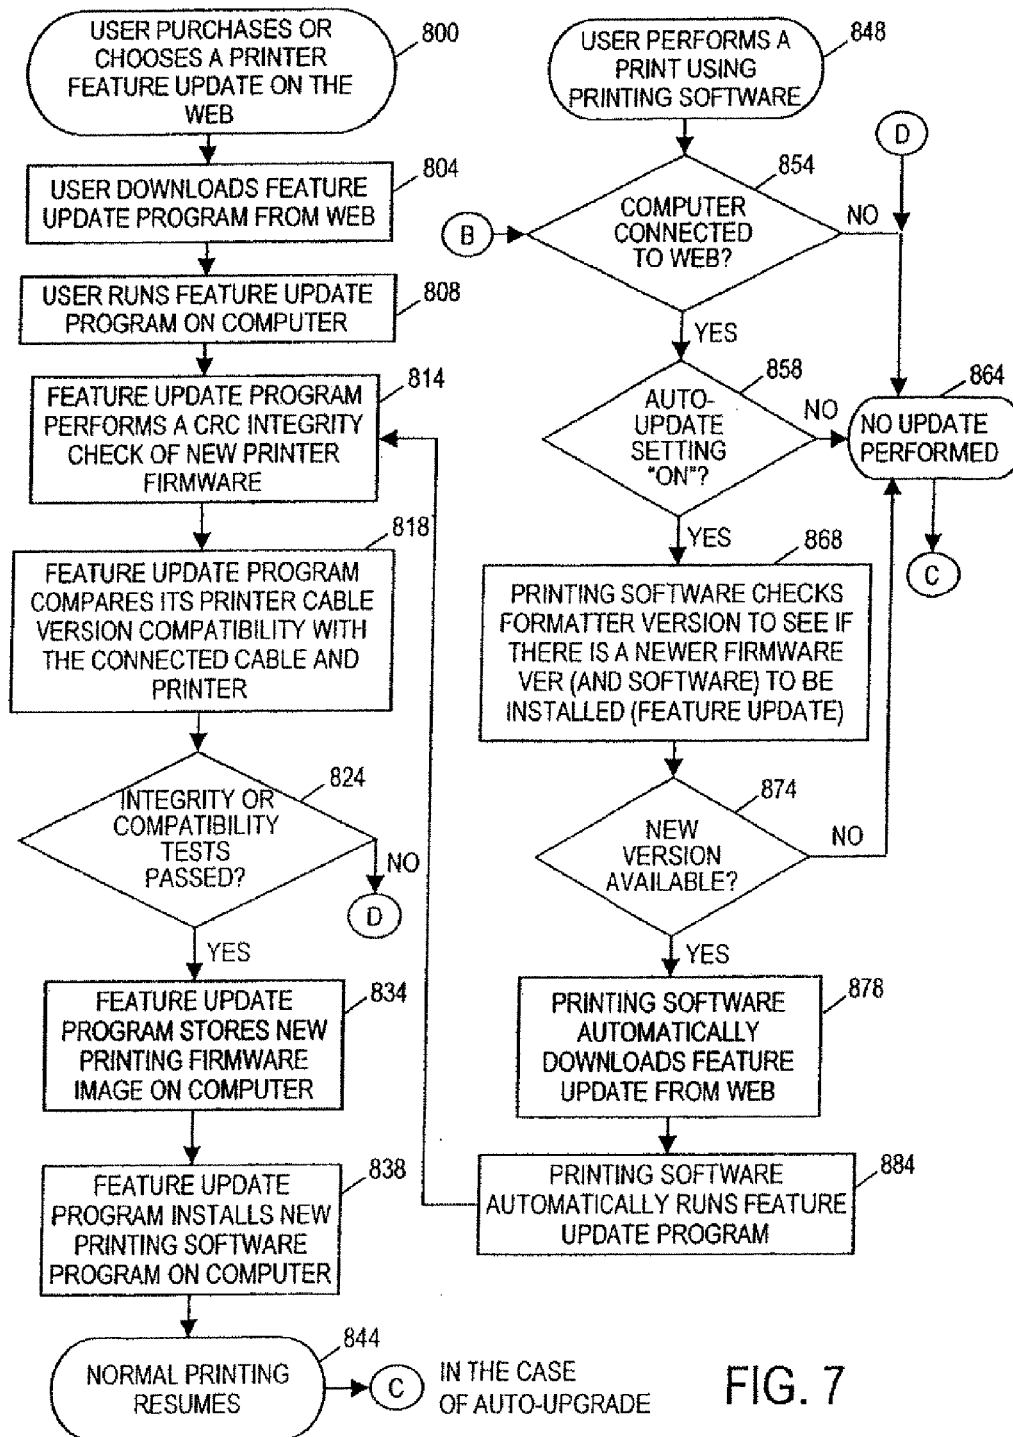 USER PURCHASES OR
CHOOSES A PRINTER
FEATURE UPDATE ON THE
WEB
800
USER DOWNLOADS FEATURE
UPDATE PROGRAM FROM WEB
804
USER RUNS FEATURE UPDATE
PROGRAM ON COMPUTER
808
FEATURE UPDATE PROGRAM
PERFORMS A CRC INTEGRITY
CHECK OF NEW PRINTER
FIRMWARE
814
FEATURE UPDATE PROGRAM
COMPARES ITS PRINTER CABLE
VERSION COMPATIBILITY WITH
THE CONNECTED CABLE AND
PRINTER
818
INTEGRITY OR
COMPATIBILITY
TESTS
PASSED?
824
NO
D
YES
FEATURE UPDATE
PROGRAM STORES NEW
PRINTING FIRMWARE
IMAGE ON COMPUTER
834
FEATURE UPDATE
PROGRAM INSTALLS NEW
PRINTING SOFTWARE
PROGRAM ON COMPUTER
838
NORMAL PRINTING
RESUMES
844
C
IN THE CASE
OF AUTO-UPGRADE
USER PERFORMS A
PRINT USING
PRINTING SOFTWARE
848
D
B
COMPUTER
CONNECTED
TO WEB?
854
NO
YES
AUTO-
UPDATE
SETTING
"ON"?
858
NO
NO UPDATE
PERFORMED
864
C
YES
PRINTING SOFTWARE CHECKS
FORMATTER VERSION TO SEE IF
THERE IS A NEWER FIRMWARE
VER (AND SOFTWARE) TO BE
INSTALLED (FEATURE UPDATE)
868
NEW
VERSION
AVAILABLE?
874
NO
YES
PRINTING SOFTWARE
AUTOMATICALLY
DOWNLOADS FEATURE
UPDATE FROM WEB
878
PRINTING SOFTWARE
AUTOMATICALLY RUNS FEATURE
UPDATE PROGRAM
884
FIG. 7